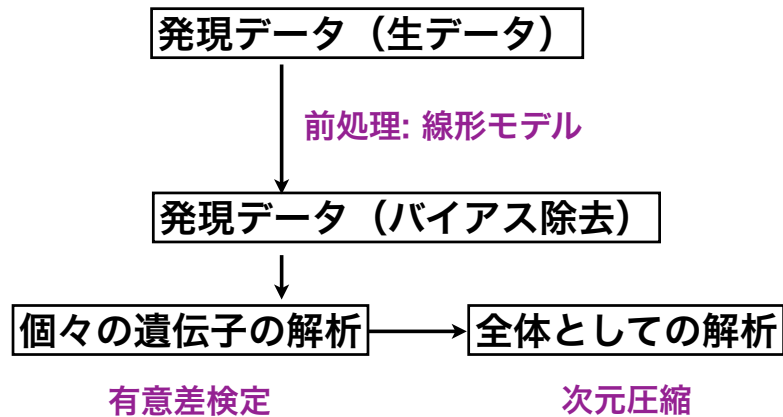 発現データ（生データ）
前処理: 線形モデル
発現データ（バイアス除去）
個々の遺伝子の解析
全体としての解析
有意差検定
次元圧縮